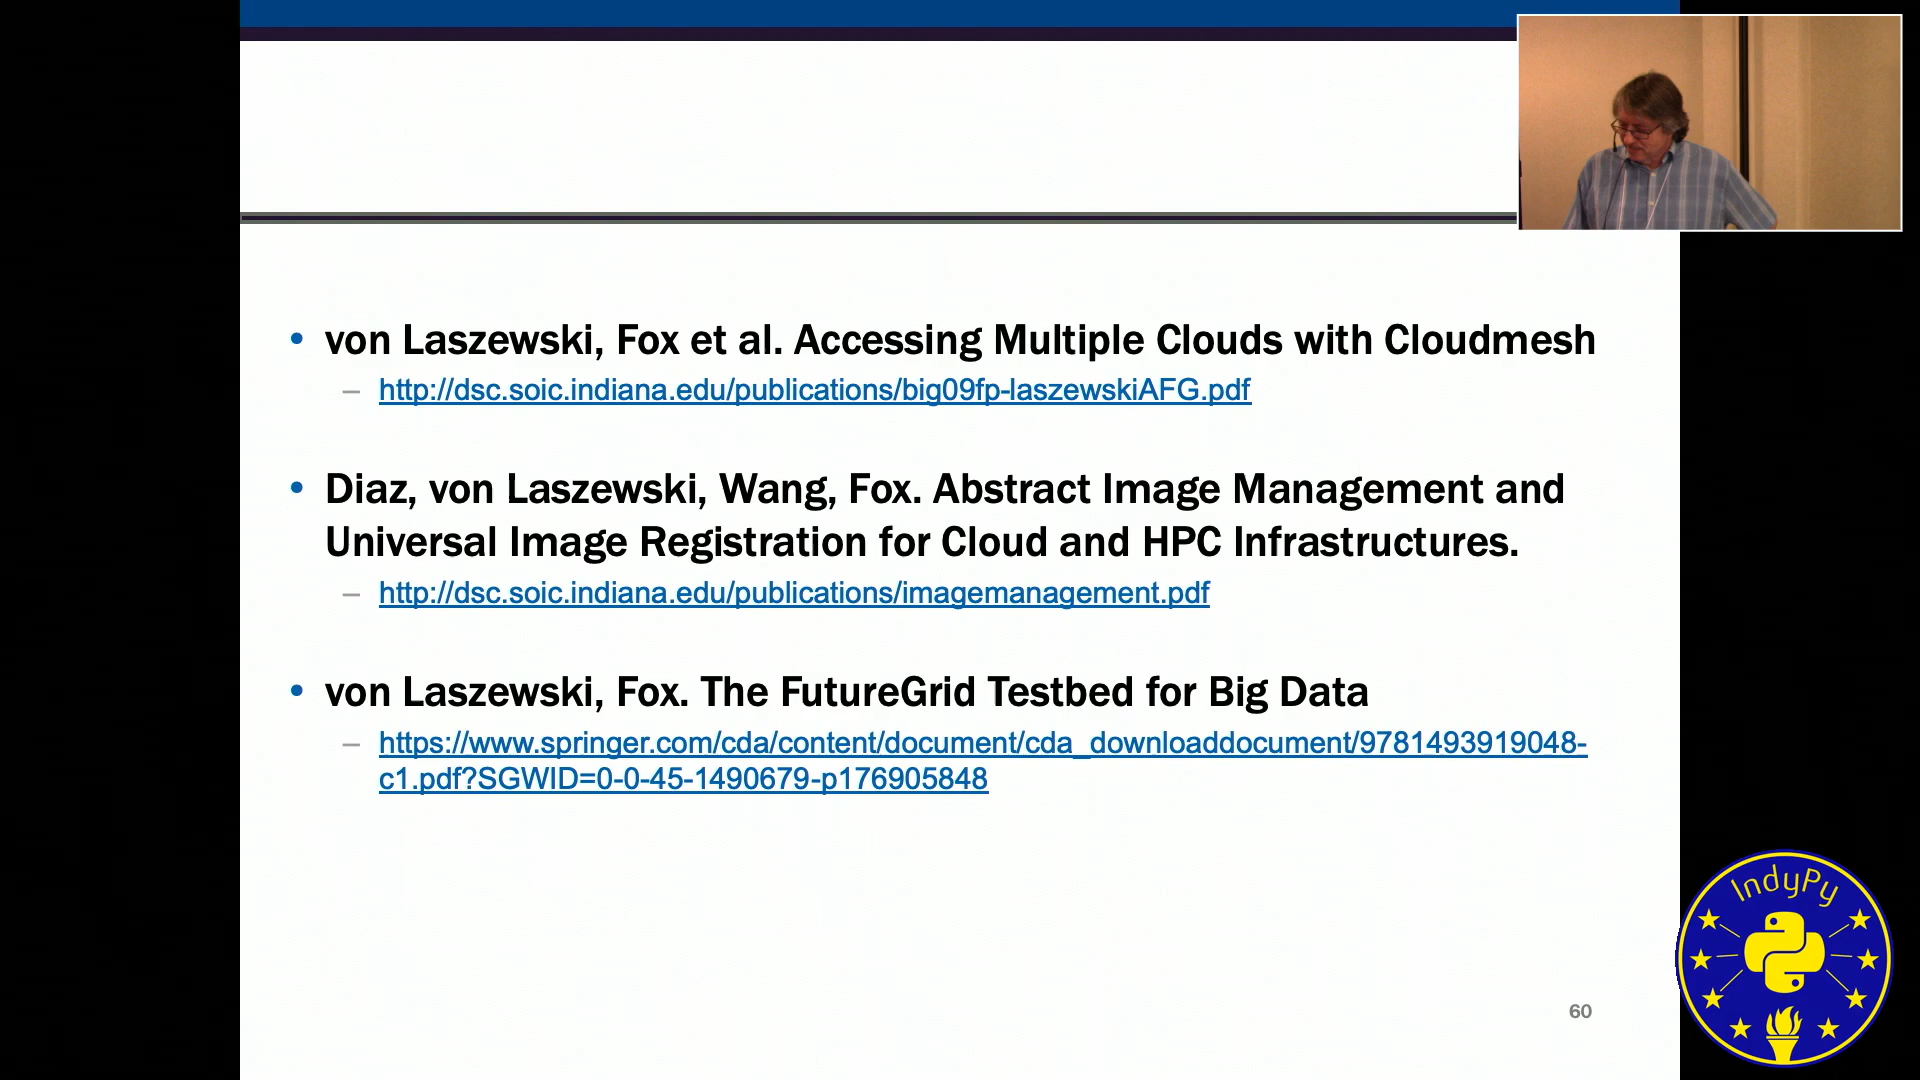 • von Laszewski, Fox et al. Accessing Multiple Clouds with Cloudmesh
– http://dsc.soic.indiana.edu/publications/big09fp-laszewskiAFG.pdf
• Diaz, von Laszewski, Wang, Fox. Abstract Image Management and
Universal Image Registration for Cloud and HPC Infrastructures.
– http://dsc.soic.indiana.edu/publications/imagemanagement.pdf
• von Laszewski, Fox. The FutureGrid Testbed for Big Data
– https://www.springer.com/cda/content/document/cda_downloaddocument/9781493919048-
c1.pdf?SGWID=0-0-45-1490679-p176905848
60
IndyPy